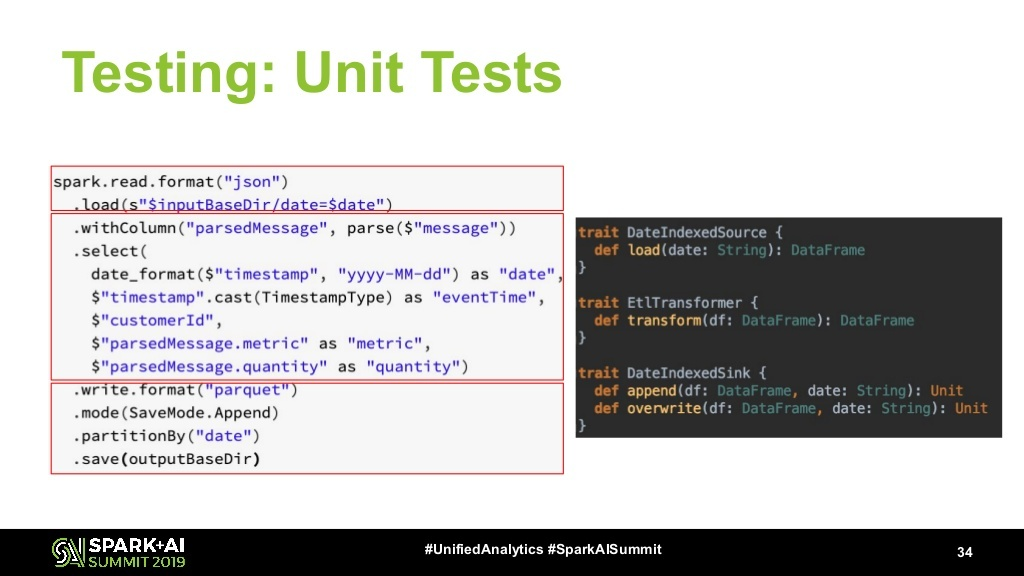 Testing: Unit Tests
spark.read.format("json")
.load(s"$inputBaseDir/date=$date")
.withColumn("parsedMessage", parse($"message"))
.select(
date_format($"timestamp", "yyyy-MM-dd") as "date",
$"timestamp".cast(TimestampType) as "eventTime",
$"customerId",
$"parsedMessage.metric" as "metric",
$"parsedMessage.quantity" as "quantity")
.write.format("parquet")
.mode(SaveMode.Append)
.partitionBy("date")
.save(outputBaseDir)
trait DateIndexedSource {
def load(date: String): DataFrame
}
trait EtlTransformer {
def transform(df: DataFrame): DataFrame
}
trait DateIndexedSink {
def append(df: DataFrame, date: String): Unit
def overwrite(df: DataFrame, date: String): Unit
}
SPARK+AI
SUMMIT 2019
#UnifiedAnalytics #SparkAISummit
34